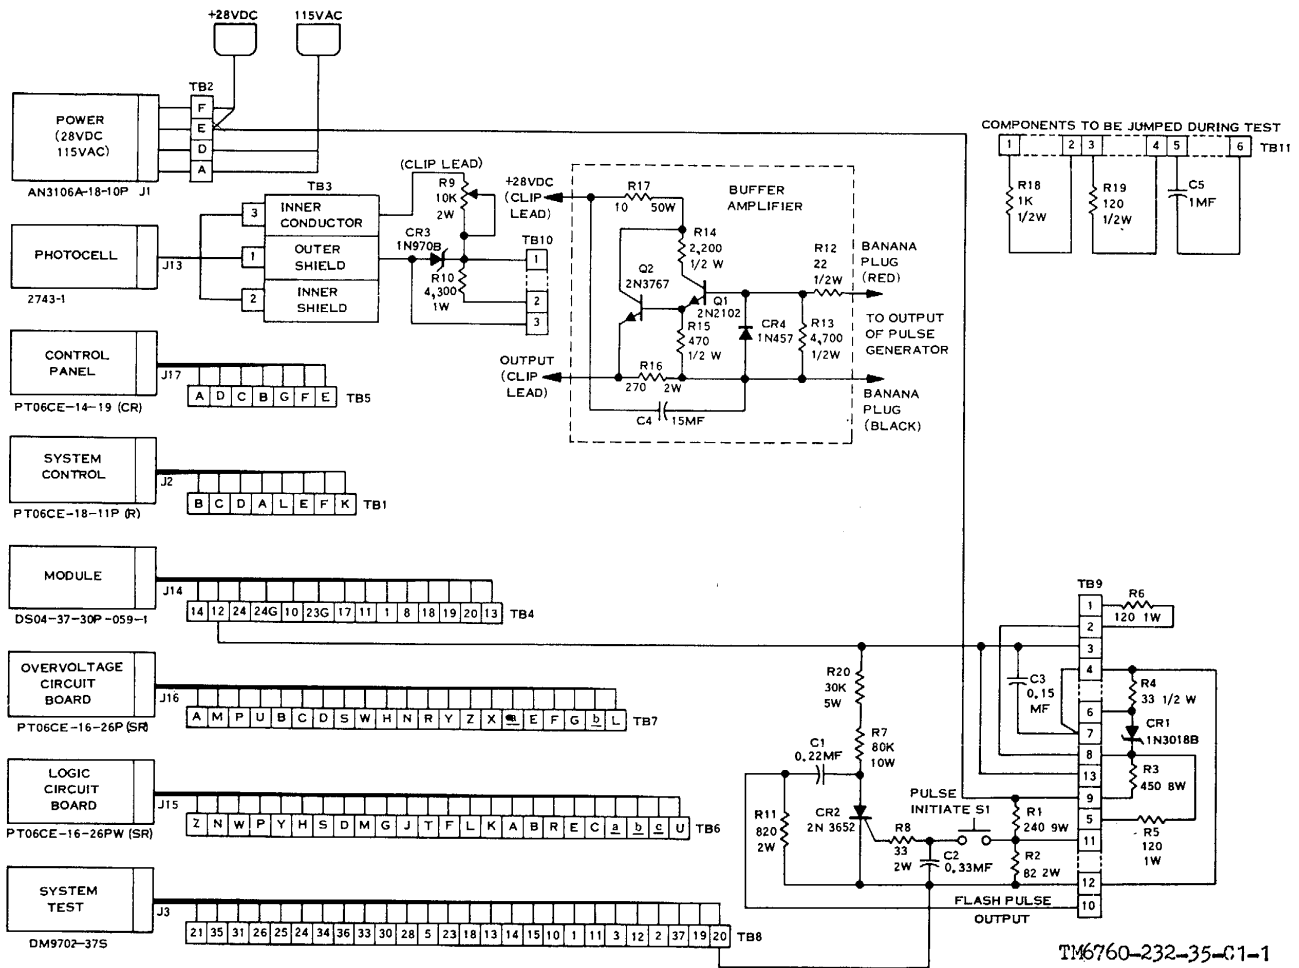 +28VDC
115VAC
TB2
F
E
D
A
POWER
(28VDC
115VAC)
AN3106A-18-10P J1
COMPONENTS TO BE JUMPED DURING TEST
1 2 3 4 5 6 TB11
R18
1K
1/2W
R19
120
1/2W
C5
1MF
TB3
3 INNER
CONDUCTOR
1 OUTER
SHIELD
2 INNER
SHIELD
PHOTOCELL
J13
2743-1
(CLIP LEAD)
R9
10K
2W
CR3
1N970B
R10
4,300
1W
TB10
1
2
3
+28VDC
(CLIP
LEAD)
R17
10 50W
BUFFER
AMPLIFIER
R14
2,200
1/2 W
R12
22
1/2W
BANANA
PLUG
(RED)
Q2
2N3767
Q1
2N2102
R15
470
1/2 W
CR4
1N457
R13
4,700
1/2W
TO OUTPUT
OF PULSE
GENERATOR
OUTPUT
(CLIP
LEAD)
R16
270 2W
C4 15MF
BANANA
PLUG
(BLACK)
CONTROL
PANEL
J17
PT06CE-14-19 (CR)
A D C B G F E TB5
SYSTEM
CONTROL
J2
PT06CE-18-11P (R)
B C D A L E F K TB1
MODULE
J14
DS04-37-30P-059-1
14 12 24 24G 10 23G 17 11 1 8 18 19 20 13 TB4
OVERVOLTAGE
CIRCUIT
BOARD
J16
PT06CE-16-26P (SR)
A M P U B C D S W H N R Y Z X a E F G b L TB7
LOGIC
CIRCUIT
BOARD
J15
PT06CE-16-26PW (SR)
Z N W P Y H S D M G J T F L K A B R E C a b c U TB6
SYSTEM
TEST
J3
DM9702-37S
21 35 31 26 25 24 34 36 33 30 28 5 23 18 13 14 15 10 1 11 3 12 2 37 19 20 TB8
TB9
1
2
3
4
6
7
8
13
9
5
11
12
10
R6
120 1W
R20
30K
5W
C3
0.15
MF
R4
33 1/2 W
CR1
1N3018B
R7
80K
10W
C1
0.22MF
R3
450 8W
PULSE
INITIATE S1
R1
240 9W
R11
820
2W
CR2
2N 3652
R8
33
2W
C2
0.33MF
R5
120
1W
R2
82 2W
FLASH PULSE
OUTPUT
TM6760-232-35-C1-1